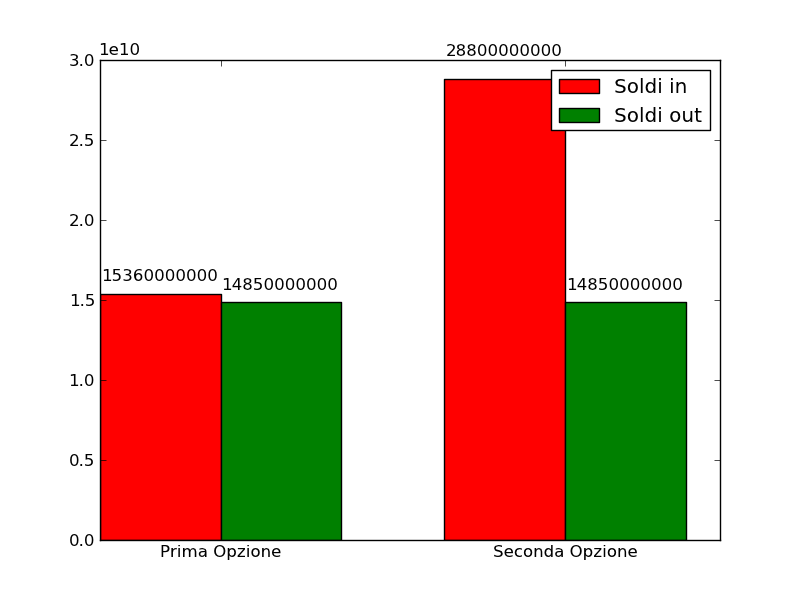 1e10
3.0
2.5
2.0
1.5
1.0
0.5
0.0
28800000000
Soldi in
Soldi out
15360000000
14850000000
14850000000
Prima Opzione
Seconda Opzione